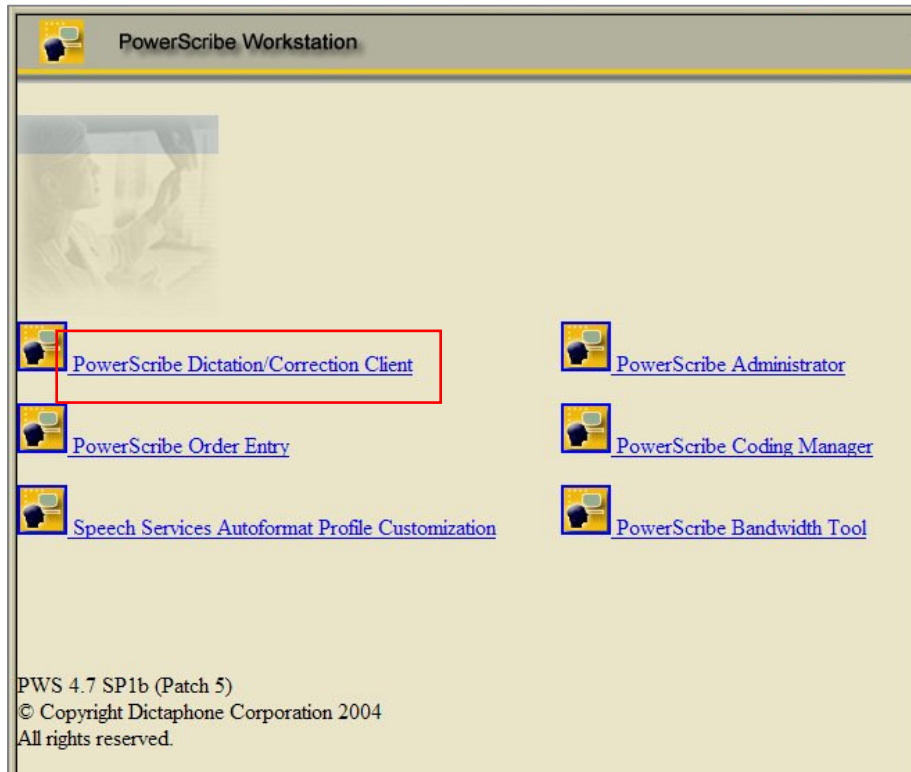 PowerScribe Workstation
PowerScribe Dictation/Correction Client
PowerScribe Administrator
PowerScribe Order Entry
PowerScribe Coding Manager
Speech Services Autoformat Profile Customization
PowerScribe Bandwidth Tool
PWS 4.7 SP1b (Patch 5)
© Copyright Dictaphone Corporation 2004
All rights reserved.